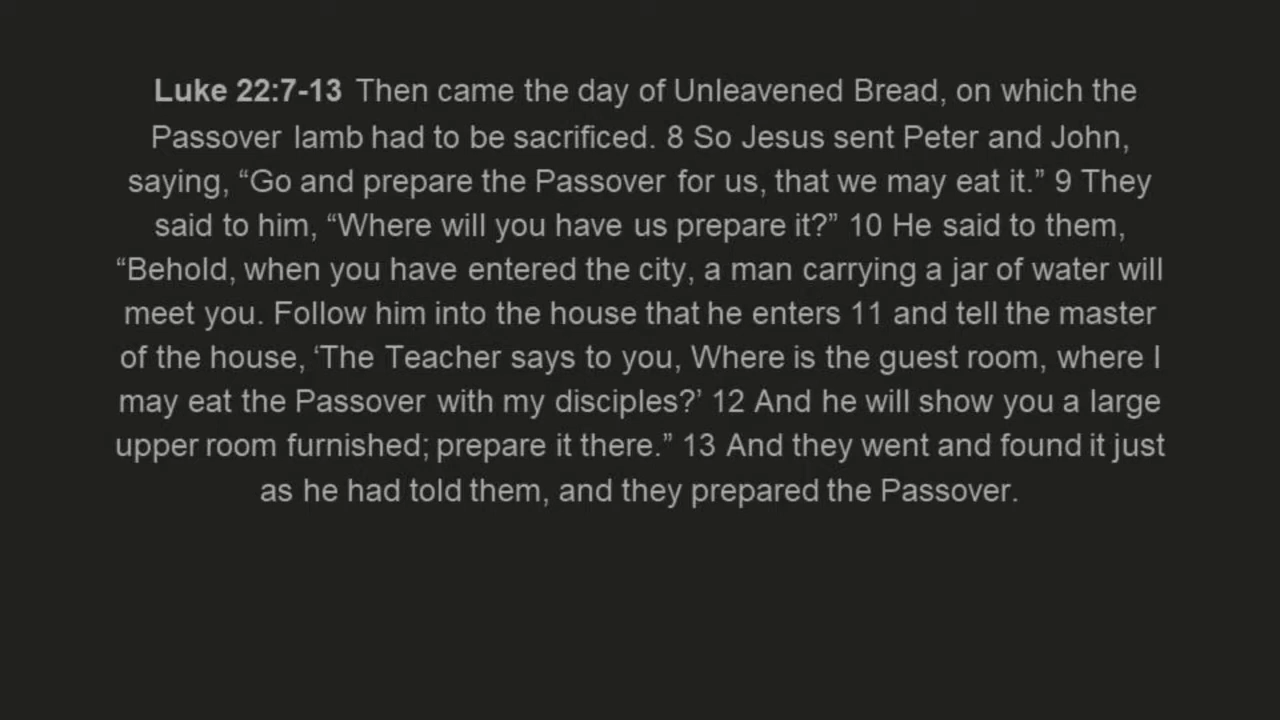 Luke 22:7-13 Then came the day of Unleavened Bread, on which the
Passover lamb had to be sacrificed. 8 So Jesus sent Peter and John,
saying, “Go and prepare the Passover for us, that we may eat it.” 9 They
said to him, “Where will you have us prepare it?” 10 He said to them,
“Behold, when you have entered the city, a man carrying a jar of water will
meet you. Follow him into the house that he enters 11 and tell the master
of the house, ‘The Teacher says to you, Where is the guest room, where I
may eat the Passover with my disciples?’ 12 And he will show you a large
upper room furnished; prepare it there.” 13 And they went and found it just
as he had told them, and they prepared the Passover.